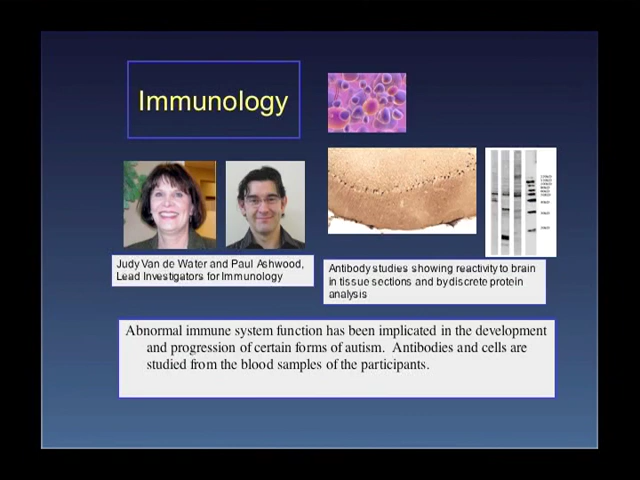 Immunology
Judy Van de Water and Paul Ashwood,
Lead Investigators for Immunology
Antibody studies showing reactivity to brain
in tissue sections and by discrete protein
analysis
Abnormal immune system function has been implicated in the development
and progression of certain forms of autism. Antibodies and cells are
studied from the blood samples of the participants.